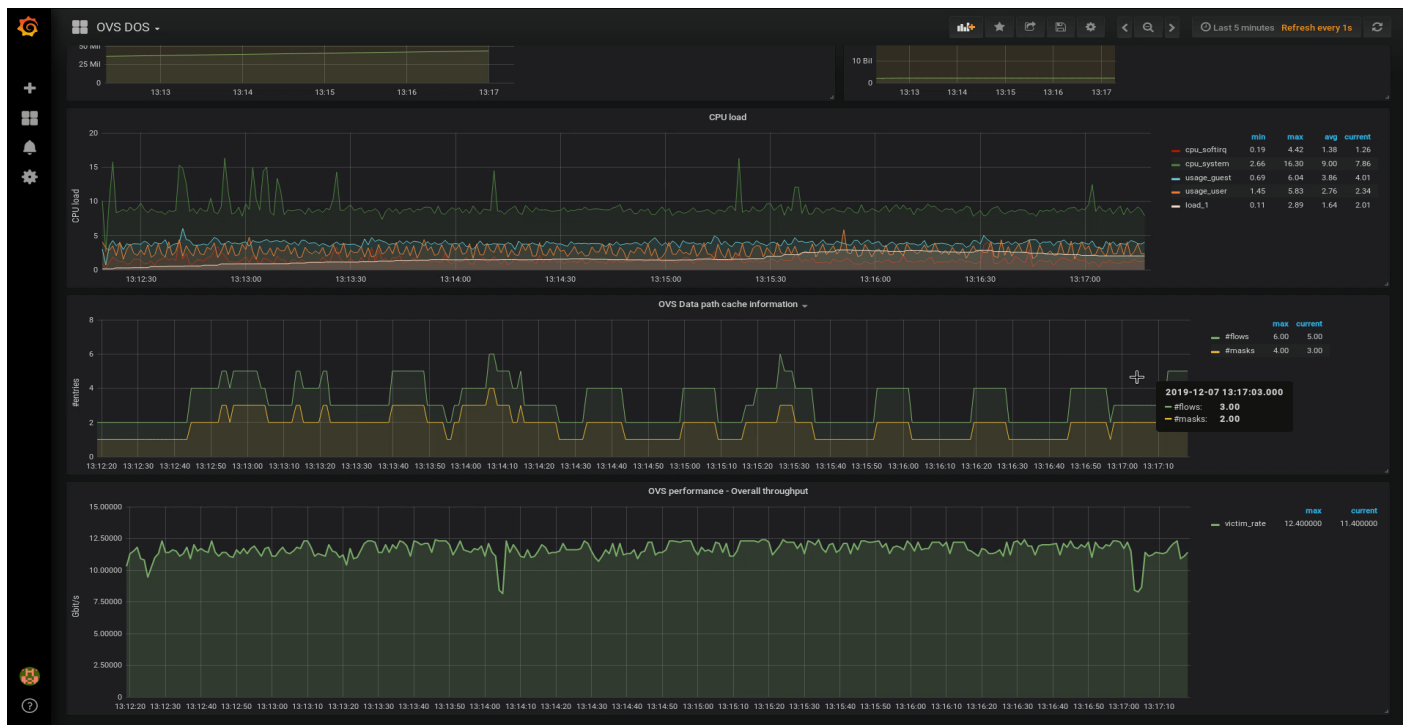 OVS DOS
Last 5 minutes Refresh every 1s
50 Mil
25 Mil
0
13:13 13:14 13:15 13:16 13:17
10 Bil
0
13:13 13:14 13:15 13:16 13:17
CPU load
20
15
10
5
0
CPU load
13:12:30 13:13:00 13:13:30 13:14:00 13:14:30 13:15:00 13:15:30 13:16:00 13:16:30 13:17:00
min max avg current
cpu_softirq 0.19 4.42 1.38 1.26
cpu_system 2.66 16.30 9.00 7.86
usage_guest 0.69 6.04 3.86 4.01
usage_user 1.45 5.83 2.76 2.34
load_1 0.11 2.89 1.64 2.01
OVS Data path cache information
8
6
4
2
0
#entries
13:12:20 13:12:30 13:12:40 13:12:50 13:13:00 13:13:10 13:13:20 13:13:30 13:13:40 13:13:50 13:14:00 13:14:10 13:14:20 13:14:30 13:14:40 13:14:50 13:15:00 13:15:10 13:15:20 13:15:30 13:15:40 13:15:50 13:16:00 13:16:10 13:16:20 13:16:30 13:16:40 13:16:50 13:17:00 13:17:10
max current
#flows 6.00 5.00
#masks 4.00 3.00
2019-12-07 13:17:03.000
#flows: 3.00
#masks: 2.00
OVS performance - Overall throughput
15.00000
12.50000
10.00000
7.50000
5.00000
2.50000
0
Gbit/s
13:12:20 13:12:30 13:12:40 13:12:50 13:13:00 13:13:10 13:13:20 13:13:30 13:13:40 13:13:50 13:14:00 13:14:10 13:14:20 13:14:30 13:14:40 13:14:50 13:15:00 13:15:10 13:15:20 13:15:30 13:15:40 13:15:50 13:16:00 13:16:10 13:16:20 13:16:30 13:16:40 13:16:50 13:17:00 13:17:10
max current
victim_rate 12.400000 11.400000